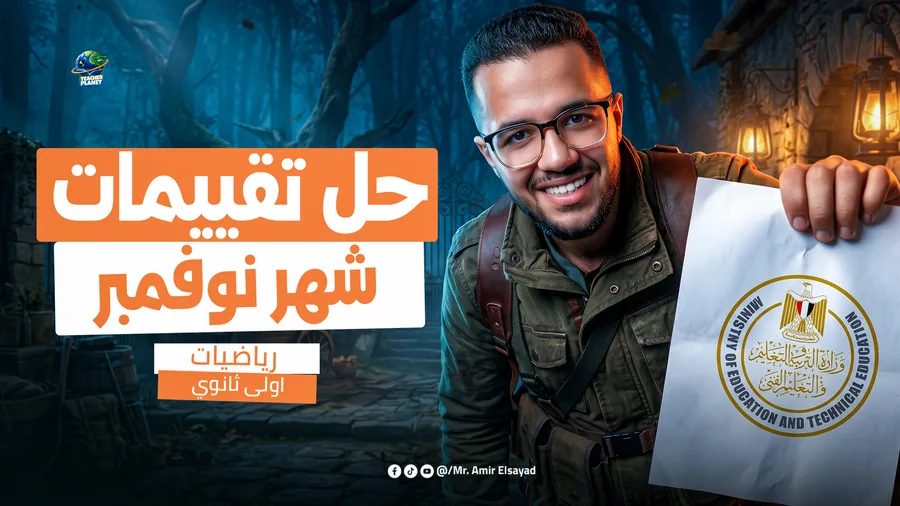 TEACHER
PLANET
حل تقييمات
شهر نوفمبر
رياضيات
اولى ثانوي
MINISTRY OF EDUCATION AND TECHNICAL EDUCATION
وزارة التربية والتعليم
والتعليم الفني
@/Mr. Amir Elsayad